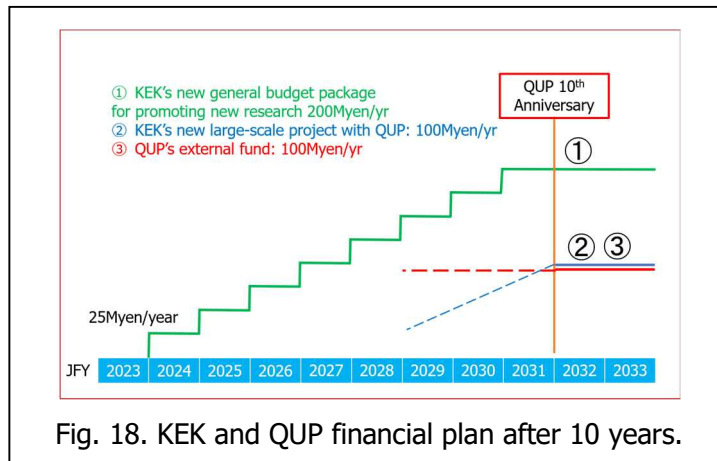 ① KEK's new general budget package
for promoting new research 200Myen/yr
② KEK's new large-scale project with QUP: 100Myen/yr
③ QUP's external fund: 100Myen/yr
QUP 10th
Anniversary
①
② ③
25Myen/year
JFY 2023 2024 2025 2026 2027 2028 2029 2030 2031 2032 2033
Fig. 18. KEK and QUP financial plan after 10 years.